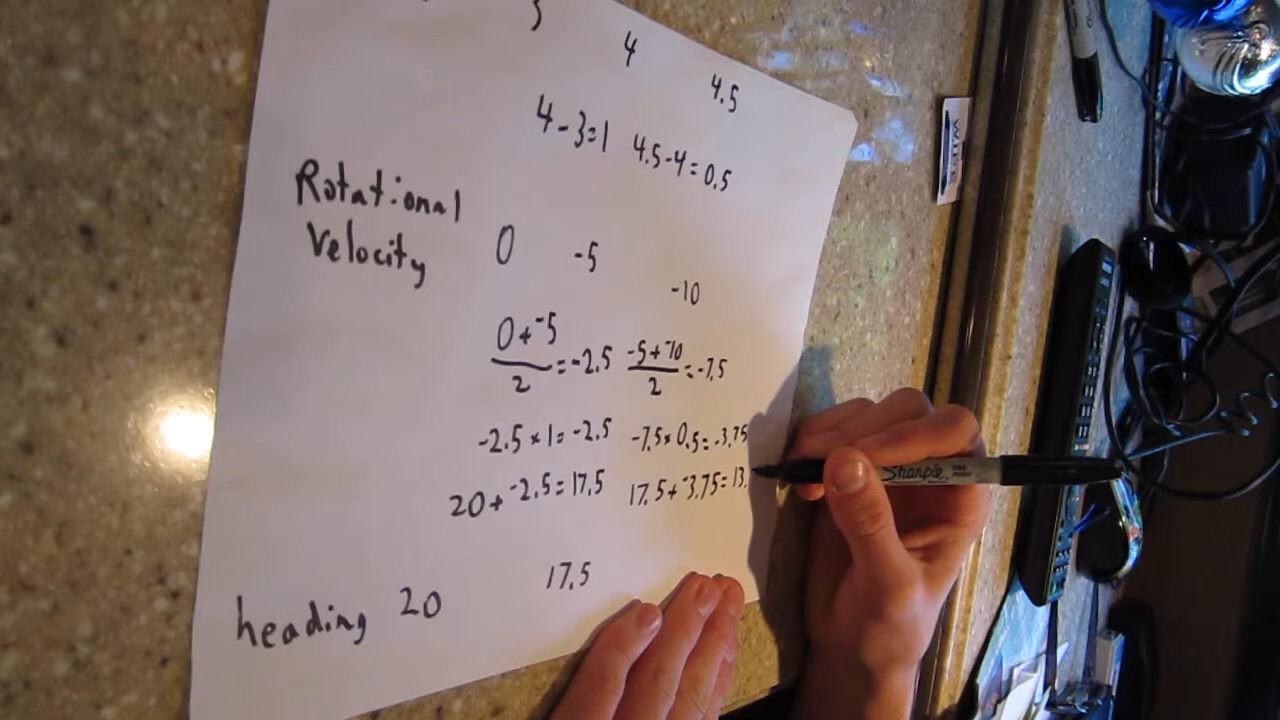 3 4 4.5
4-3=1 4.5-4=0.5
Rotational
Velocity 0 -5 -10
0+-5/2=-2.5 -5+-10/2=-7.5
-2.5×1=-2.5 -7.5×0.5=-3.75
20+-2.5=17.5 17.5+-3.75=13.
heading 20 17.5
Sharpie